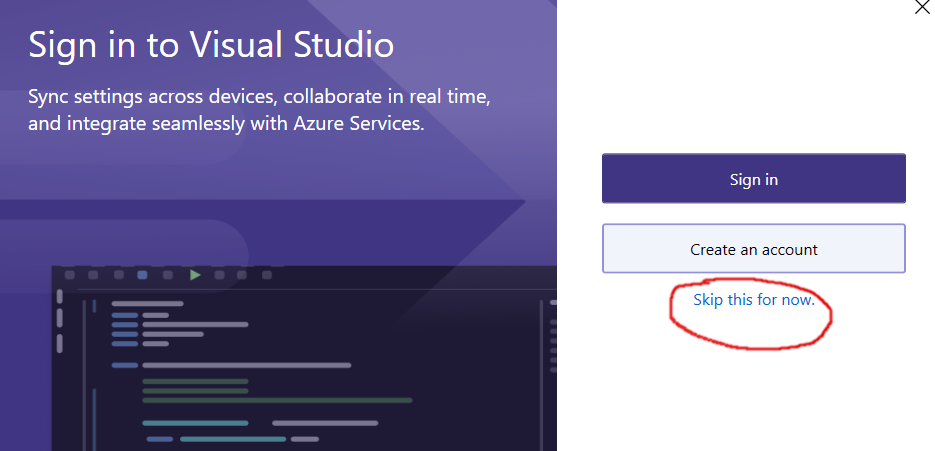 Sign in to Visual Studio
Sync settings across devices, collaborate in real time,
and integrate seamlessly with Azure Services.
Sign in
Create an account
Skip this for now.